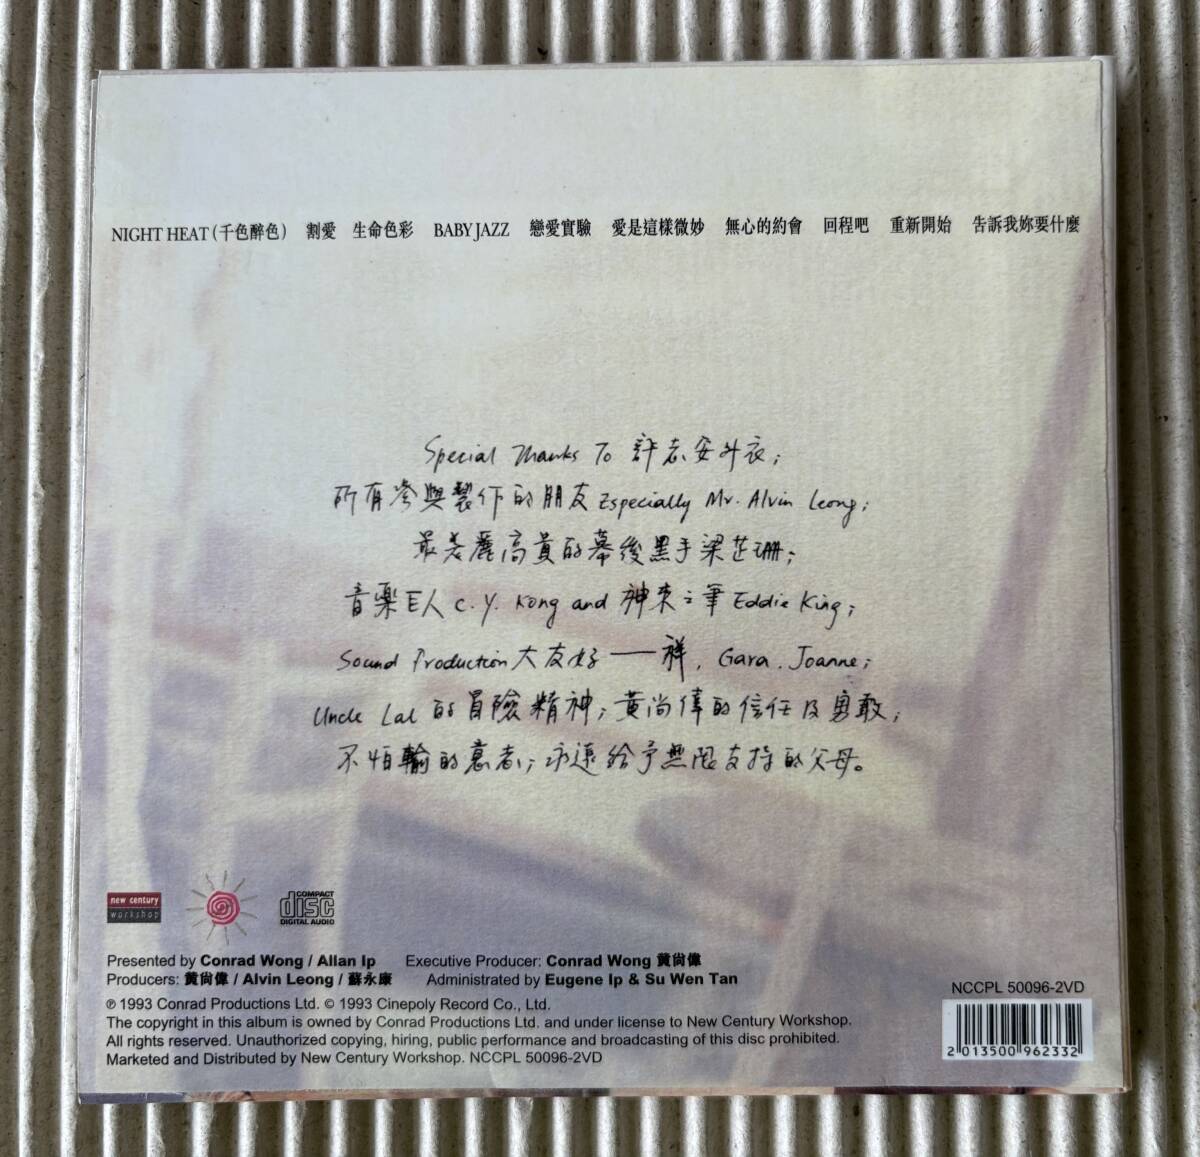 NIGHT HEAT (千色醉色) 割愛 生命色彩 BABY JAZZ 戀愛實驗 愛是這樣微妙 無心的約會 回程吧 重新開始 告訴我妳要什麼
Special Thanks To 許志安外衣;
所有參與製作的朋友 Especially Mr. Alvin Leong;
最美麗高貴的幕後黑手梁芷珊;
音樂巨人 C.Y. Kong and 神來之筆 Eddie King;
Sound Production 大友好——祥, Gara, Joanne;
Uncle Lal 的冒險精神; 黃尚偉的信任及勇敢;
不怕輸的意者; 永遠給予無限支持的父母。
new century
workshop
COMPACT
disc
DIGITAL AUDIO
Presented by Conrad Wong / Allan Ip Executive Producer: Conrad Wong 黃尚偉
Producers: 黃尚偉 / Alvin Leong / 蘇永康 Administrated by Eugene Ip & Su Wen Tan
℗ 1993 Conrad Productions Ltd. © 1993 Cinepoly Record Co., Ltd.
The copyright in this album is owned by Conrad Productions Ltd. and under license to New Century Workshop.
All rights reserved. Unauthorized copying, hiring, public performance and broadcasting of this disc prohibited.
Marketed and Distributed by New Century Workshop. NCCPL 50096-2VD
NCCPL 50096-2VD
2 013500 962332